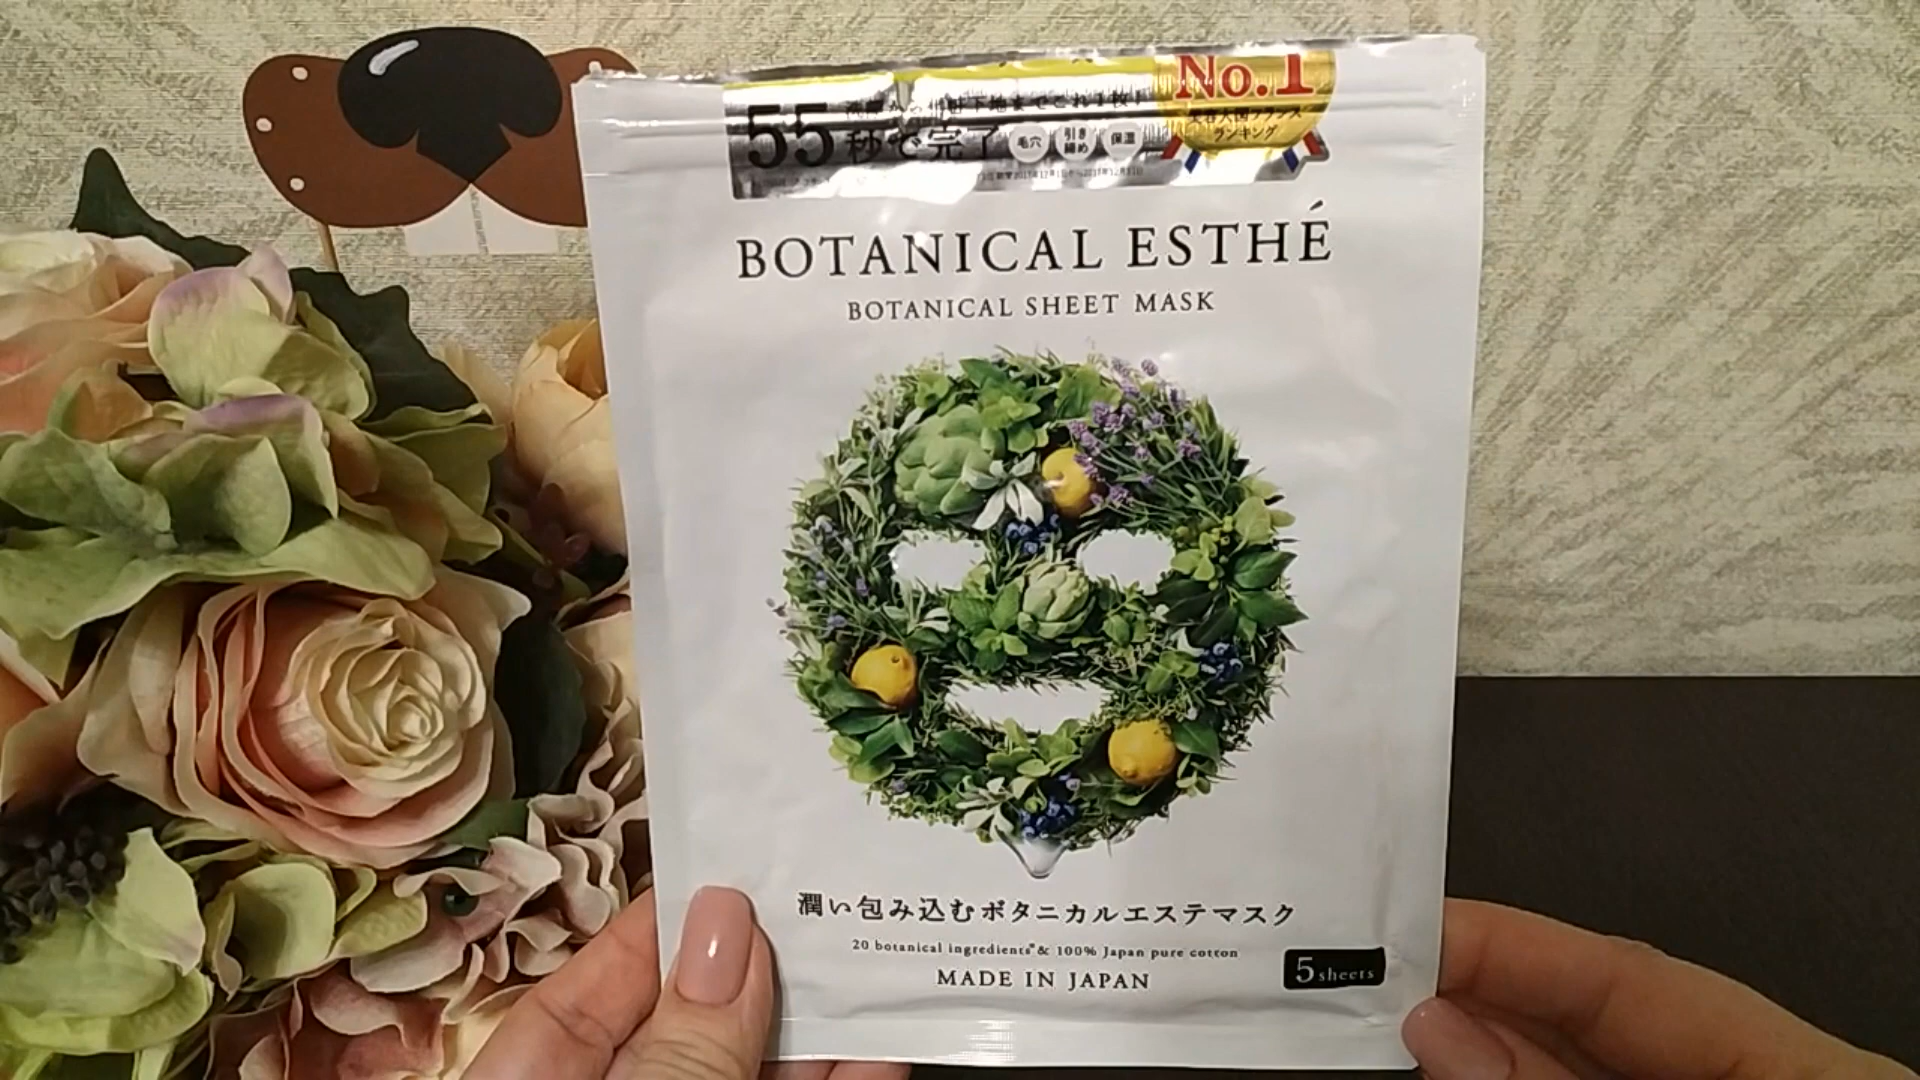 No.1
55秒で完了
毛穴
引き締め
保湿
ランキング
BOTANICAL ESTHÉ
BOTANICAL SHEET MASK
潤い包み込むボタニカルエステマスク
20 botanical ingredients* & 100% Japan pure cotton
MADE IN JAPAN
5 sheets